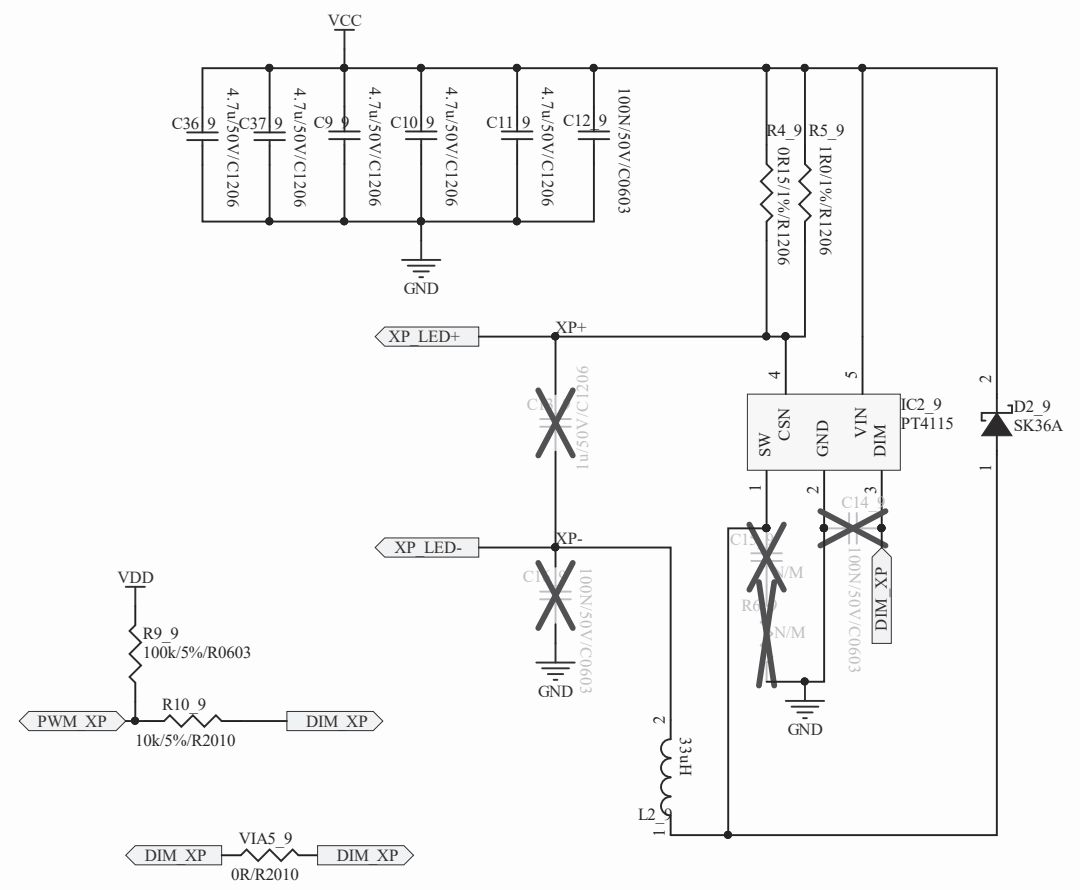 VCC
C36_9
4.7u/50V/C1206
C37_9
4.7u/50V/C1206
C9_9
4.7u/50V/C1206
C10_9
4.7u/50V/C1206
C11_9
4.7u/50V/C1206
C12_9
100N/50V/C0603
GND
R4_9
0R15/1%/R1206
R5_9
1R0/1%/R1206
XP_LED+
XP+
1u/50V/C1206
XP_LED-
XP-
100N/50V/C0603
GND
4
5
CSN
VIN
SW
GND
DIM
IC2_9
PT4115
1
2
3
2
D2_9
SK36A
1
C14_9
100N/50V/C0603
N/M
N/M
DIM_XP
GND
VDD
R9_9
100k/5%/R0603
PWM_XP
R10_9
10k/5%/R2010
DIM_XP
2
33uH
L2_9
1
DIM_XP
VIA5_9
0R/R2010
DIM_XP